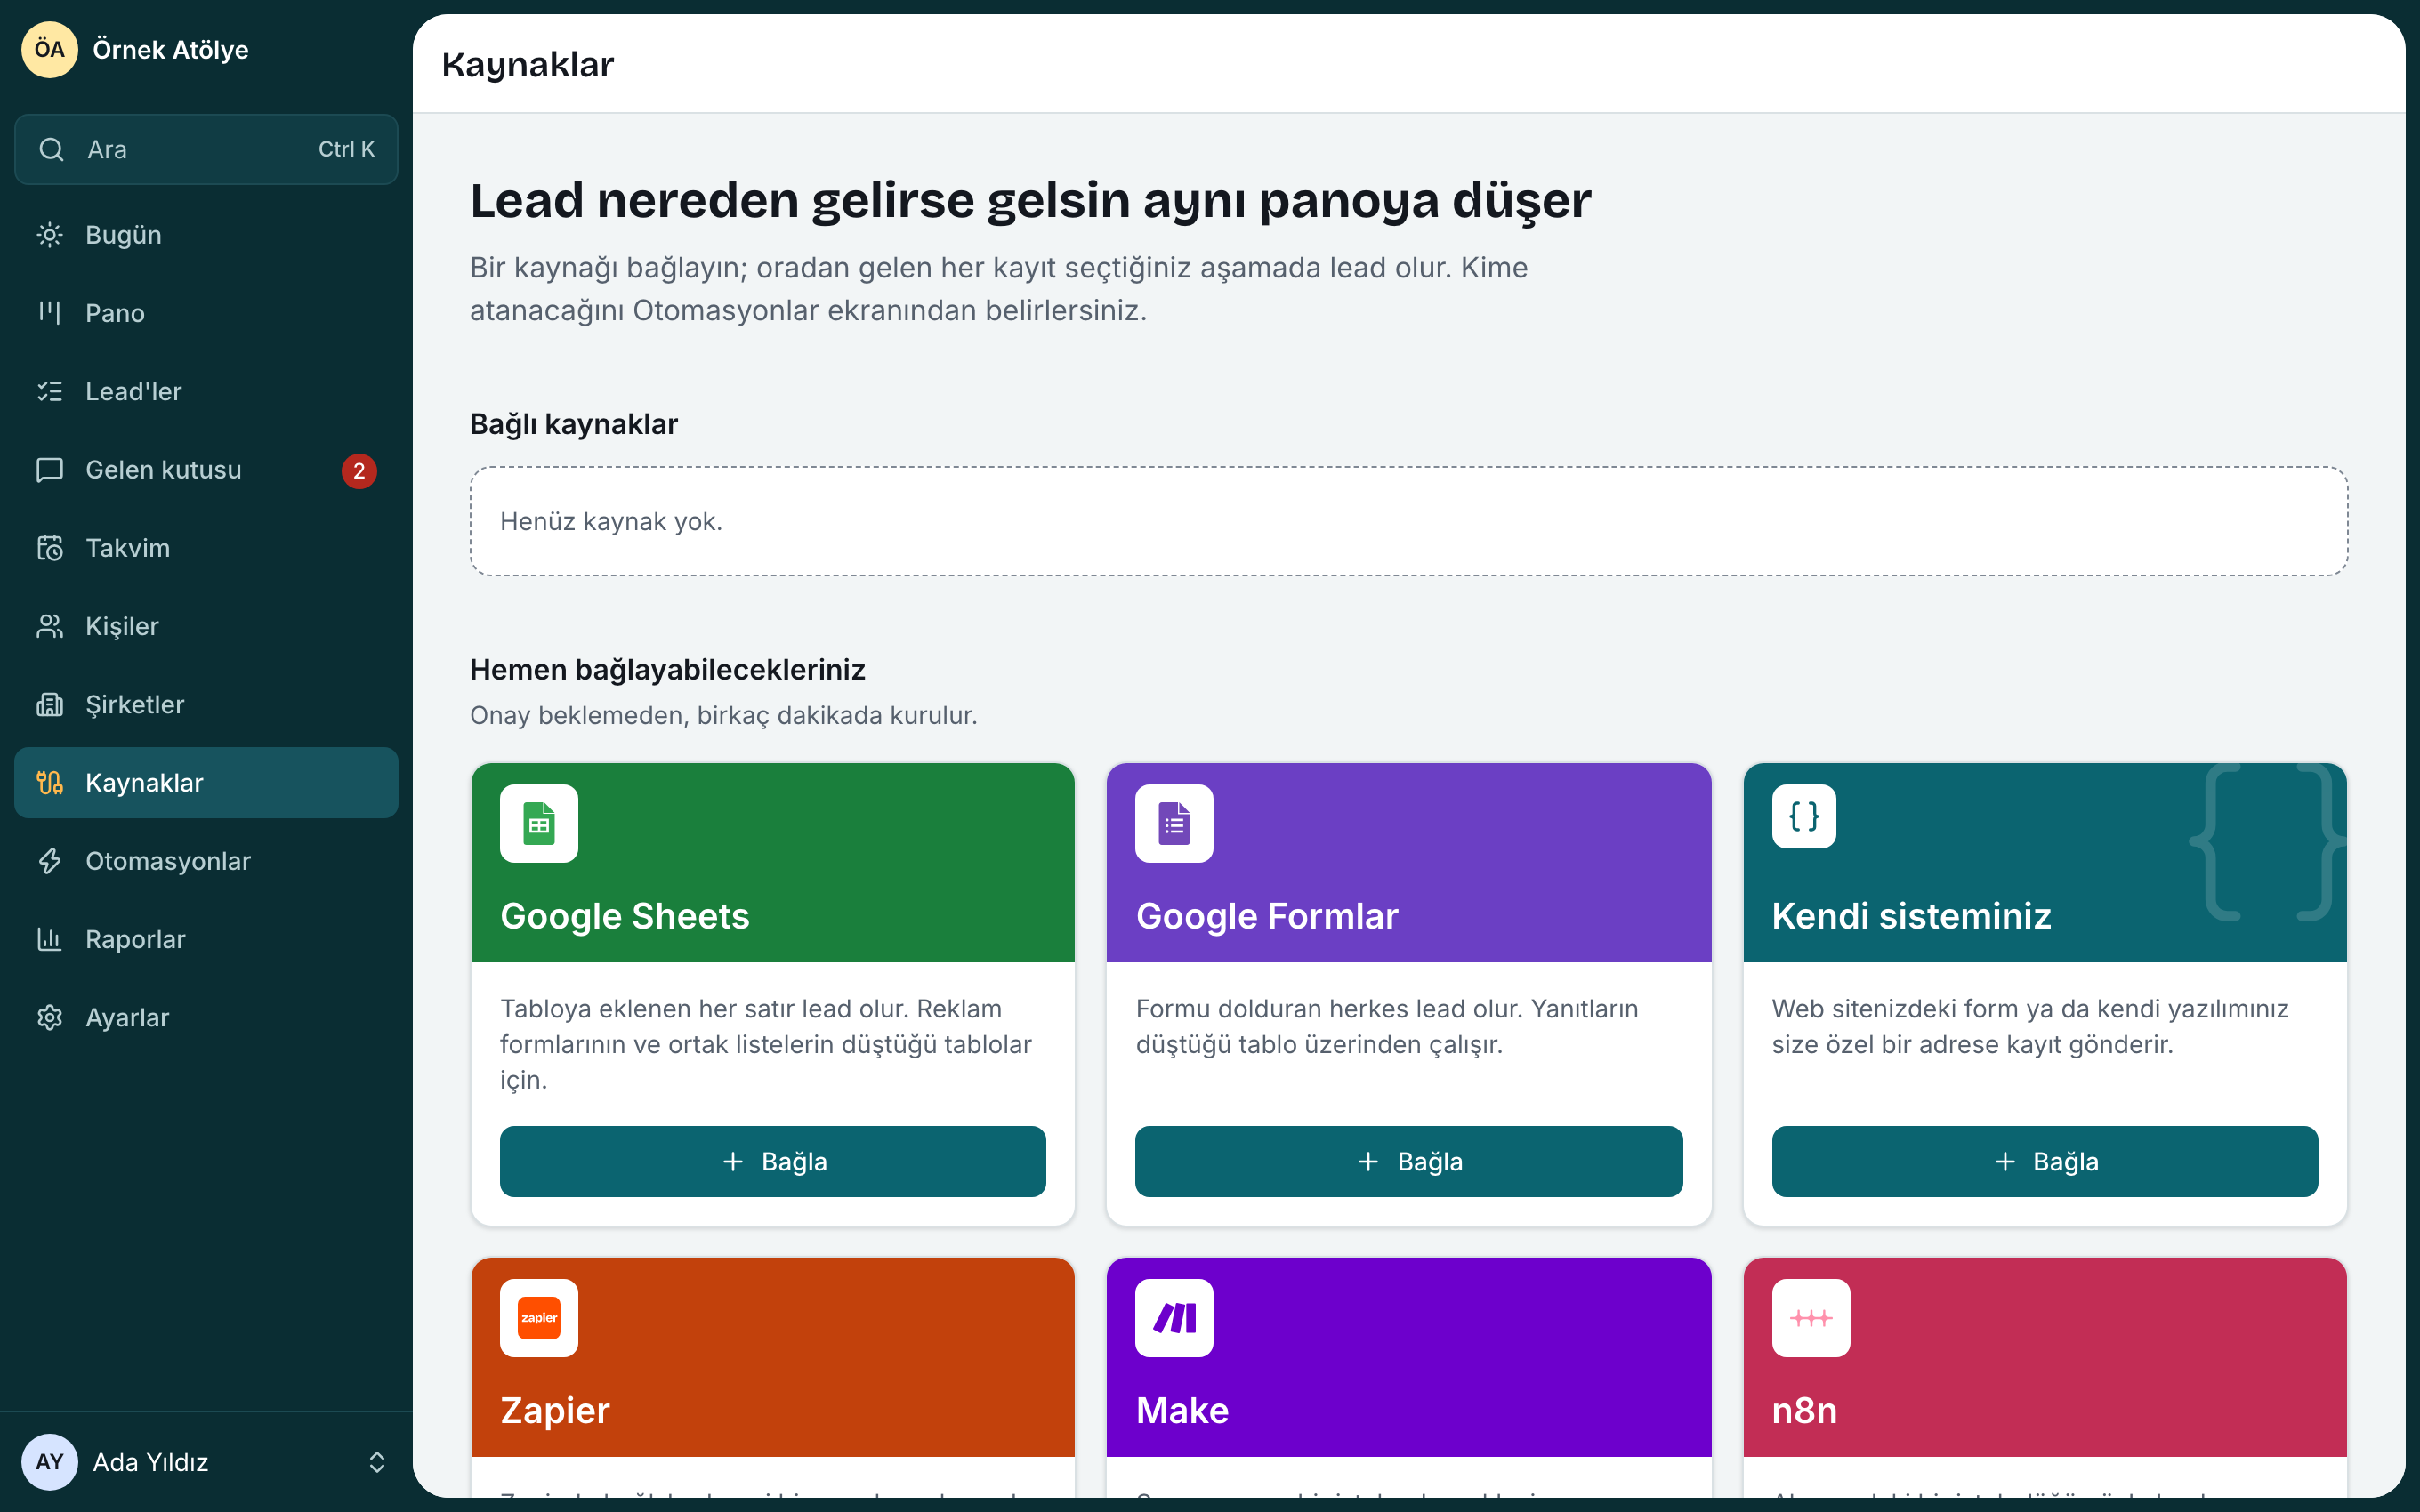 ÖA Örnek Atölye
Ara Ctrl K
Bugün
Pano
Lead'ler
Gelen kutusu 2
Takvim
Kişiler
Şirketler
Kaynaklar
Otomasyonlar
Raporlar
Ayarlar
AY Ada Yıldız
Kaynaklar
Lead nereden gelirse gelsin aynı panoya düşer
Bir kaynağı bağlayın; oradan gelen her kayıt seçtiğiniz aşamada lead olur. Kime
atanacağını Otomasyonlar ekranından belirlersiniz.
Bağlı kaynaklar
Henüz kaynak yok.
Hemen bağlayabilecekleriniz
Onay beklemeden, birkaç dakikada kurulur.
Google Sheets
Tabloya eklenen her satır lead olur. Reklam
formlarının ve ortak listelerin düştüğü tablolar
için.
+ Bağla
Google Formlar
Formu dolduran herkes lead olur. Yanıtların
düştüğü tablo üzerinden çalışır.
+ Bağla
{ }
Kendi sisteminiz
Web sitenizdeki form ya da kendi yazılımınız
size özel bir adrese kayıt gönderir.
+ Bağla
zapier
Zapier
Make
n8n